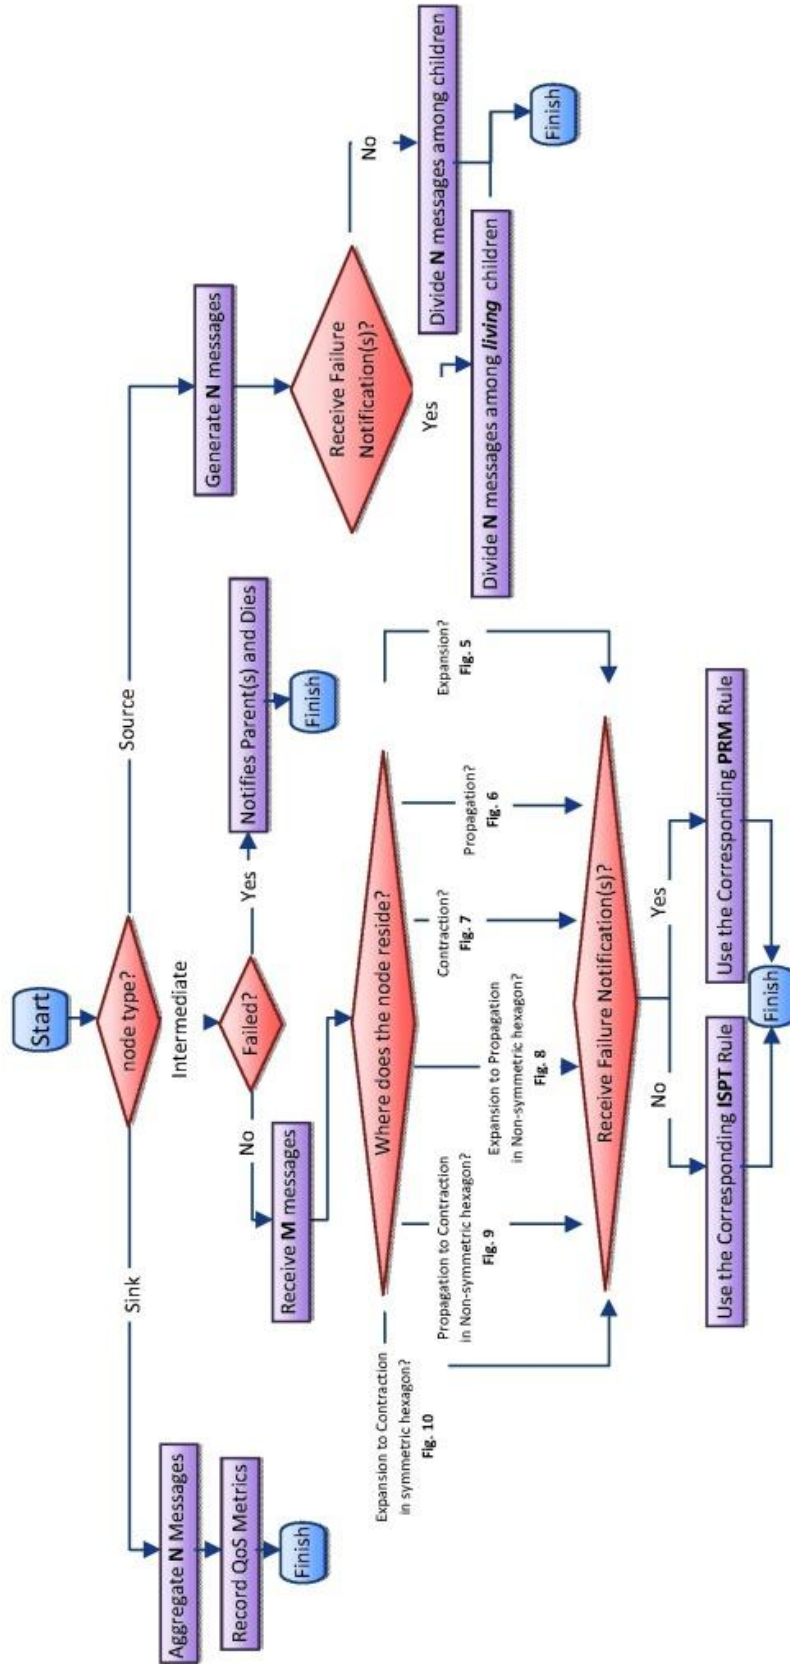 Start
node type?
Sink
Intermediate
Source
Aggregate N Messages
Record QoS Metrics
Finish
Failed?
No
Yes
Receive M messages
Notifies Parent(s) and Dies
Finish
Where does the node reside?
Expansion to Contraction
in symmetric hexagon?
Fig. 10
Propagation to Contraction
in Non-symmetric hexagon?
Fig. 9
Expansion to Propagation
in Non-symmetric hexagon?
Fig. 8
Contraction?
Fig. 7
Propagation?
Fig. 6
Expansion?
Fig. 5
Receive Failure Notification(s)?
No
Yes
Use the Corresponding ISPT Rule
Use the Corresponding PRM Rule
Finish
Generate N messages
Receive Failure
Notification(s)?
Yes
No
Divide N messages among living children
Divide N messages among children
Finish